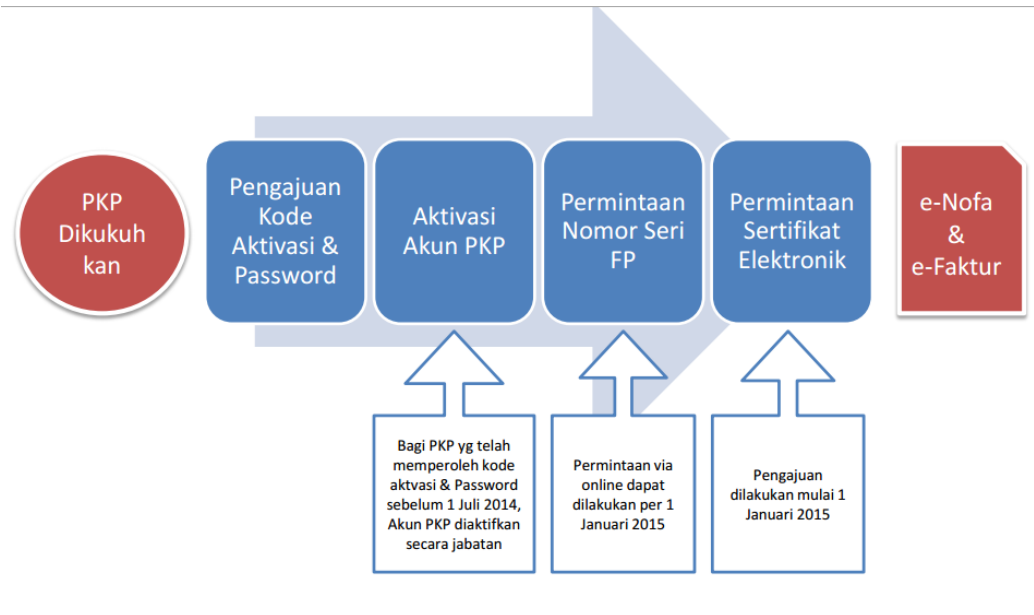 PKP
Dikukuh
kan
Pengajuan
Kode
Aktivasi &
Password
Aktivasi
Akun PKP
Permintaan
Nomor Seri
FP
Permintaan
Sertifikat
Elektronik
e-Nofa
&
e-Faktur
Bagi PKP yg telah
memperoleh kode
aktvasi & Password
sebelum 1 Juli 2014,
Akun PKP diaktifkan
secara jabatan
Permintaan via
online dapat
dilakukan per 1
Januari 2015
Pengajuan
dilakukan mulai 1
Januari 2015